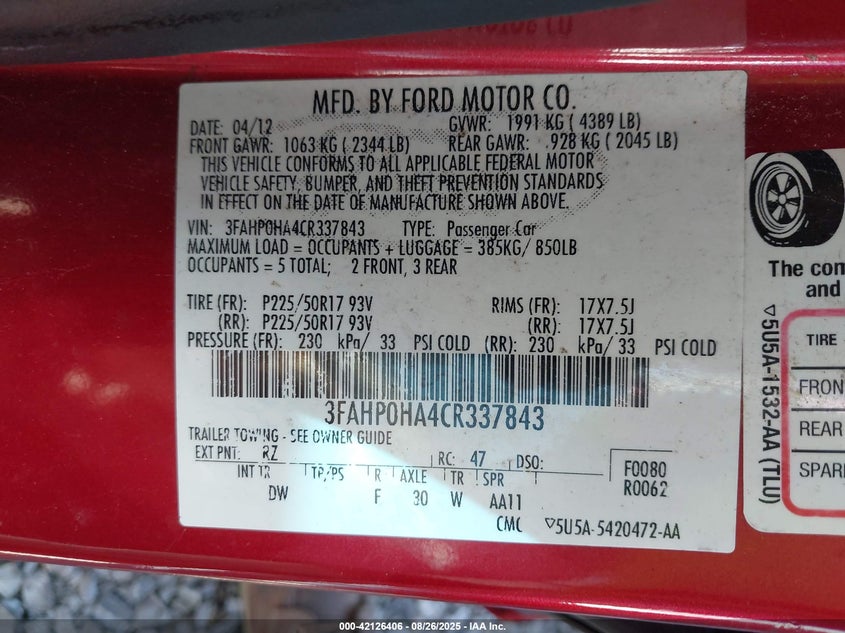 MFD. BY FORD MOTOR CO.
DATE: 04/12 GVWR: 1991 KG ( 4389 LB)
FRONT GAWR: 1063 KG ( 2344 LB) REAR GAWR: 928 KG ( 2045 LB)
THIS VEHICLE CONFORMS TO ALL APPLICABLE FEDERAL MOTOR
VEHICLE SAFETY, BUMPER, AND THEFT PREVENTION STANDARDS
IN EFFECT ON THE DATE OF MANUFACTURE SHOWN ABOVE.
VIN: 3FAHP0HA4CR337843 TYPE: Passenger Car
MAXIMUM LOAD = OCCUPANTS + LUGGAGE = 385KG/ 850LB
OCCUPANTS = 5 TOTAL; 2 FRONT, 3 REAR
TIRE (FR): P225/50R17 93V RIMS (FR): 17X7.5J
(RR): P225/50R17 93V (RR): 17X7.5J
PRESSURE (FR): 230 kPa/ 33 PSI COLD (RR): 230 kPa/ 33 PSI COLD
3FAHP0HA4CR337843
TRAILER TOWING - SEE OWNER GUIDE
EXT PNT: RZ RC: 47 DSO: F0080
INT TR TP/PS R AXLE TR SPR R0062
DW F 30 W AA11
CMC ▽5U5A-5420472-AA
The com
and
TIRE
FRON
REAR
SPAR
▽5U5A-1532-AA (TLU)
000-42126406 - 08/26/2025 - IAA Inc.